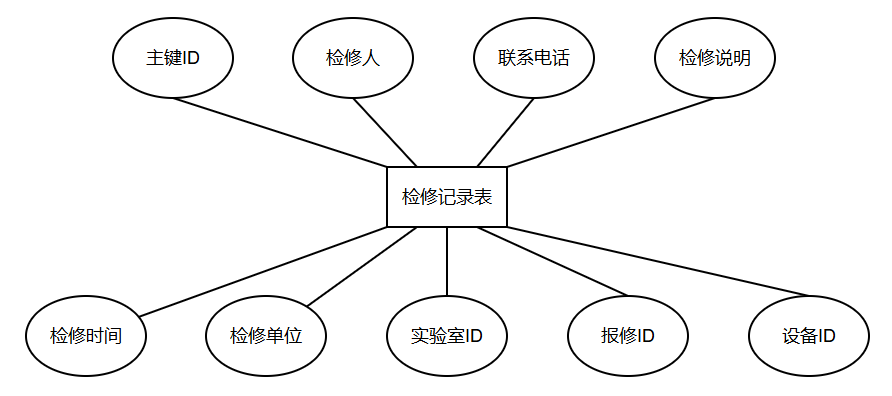 主键ID
检修人
联系电话
检修说明
检修记录表
检修时间
检修单位
实验室ID
报修ID
设备ID